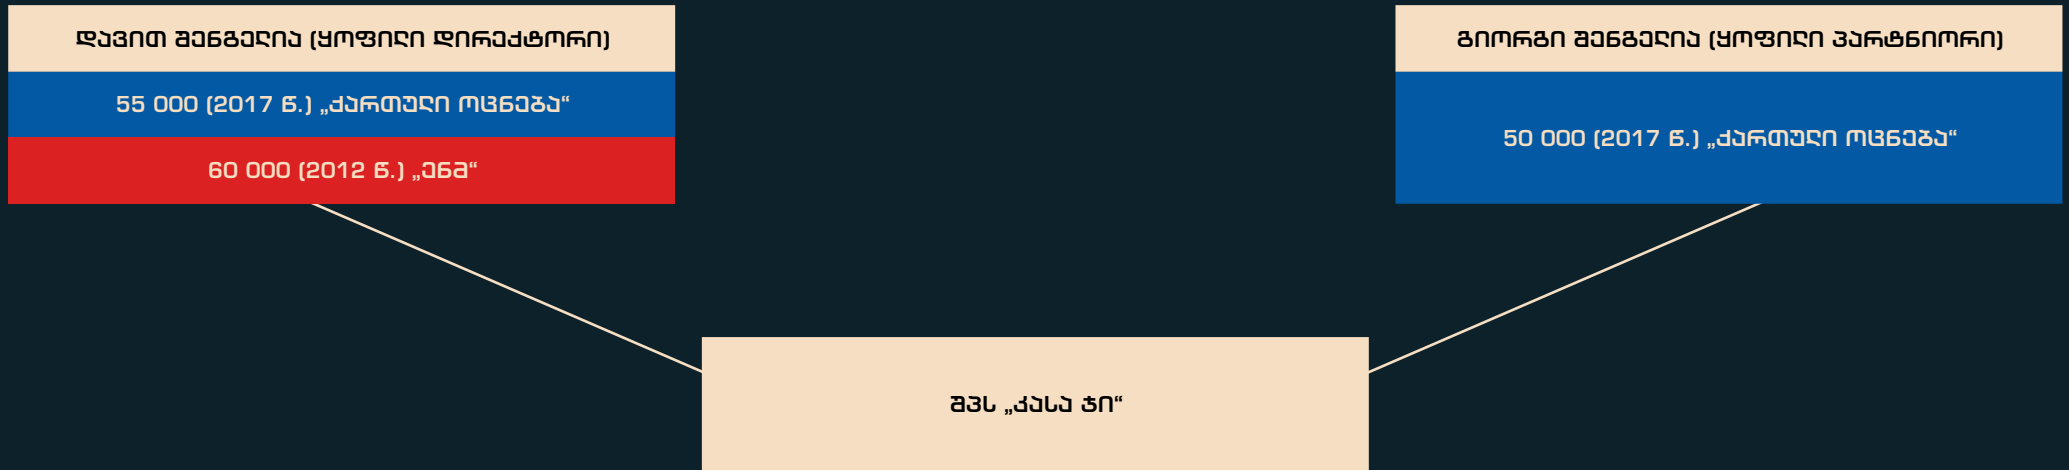 დავით შენგელია (ყოფილი დირექტორი)
55 000 (2017 წ.) „ქართული ოცნება“
60 000 (2012 წ.) „ენმ“
გიორგი შენგელია (ყოფილი პარტნიორი)
50 000 (2017 წ.) „ქართული ოცნება“
შპს „კასა ჯი“